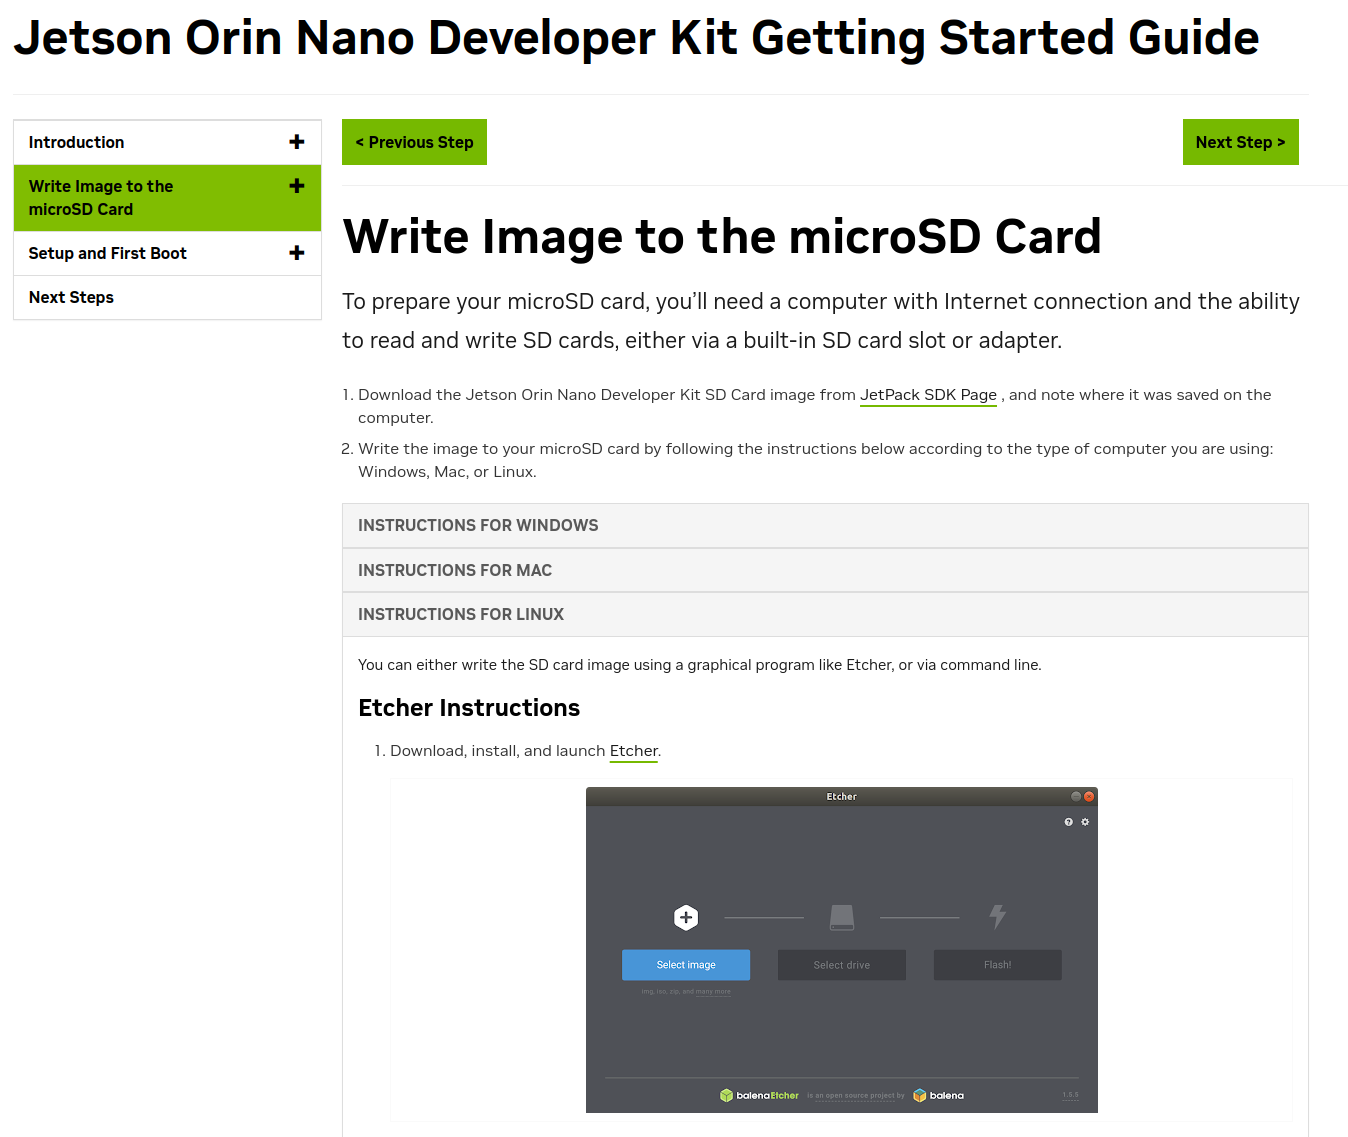 Jetson Orin Nano Developer Kit Getting Started Guide
Introduction
Write Image to the
microSD Card
Setup and First Boot
Next Steps
< Previous Step
Next Step >
Write Image to the microSD Card
To prepare your microSD card, you’ll need a computer with Internet connection and the ability
to read and write SD cards, either via a built-in SD card slot or adapter.
1. Download the Jetson Orin Nano Developer Kit SD Card image from JetPack SDK Page , and note where it was saved on the
computer.
2. Write the image to your microSD card by following the instructions below according to the type of computer you are using:
Windows, Mac, or Linux.
INSTRUCTIONS FOR WINDOWS
INSTRUCTIONS FOR MAC
INSTRUCTIONS FOR LINUX
You can either write the SD card image using a graphical program like Etcher, or via command line.
Etcher Instructions
1. Download, install, and launch Etcher.
Etcher
Select image
Select drive
Flash!
img, iso, zip, and many more
balenaEtcher is an open source project by balena
1.5.5